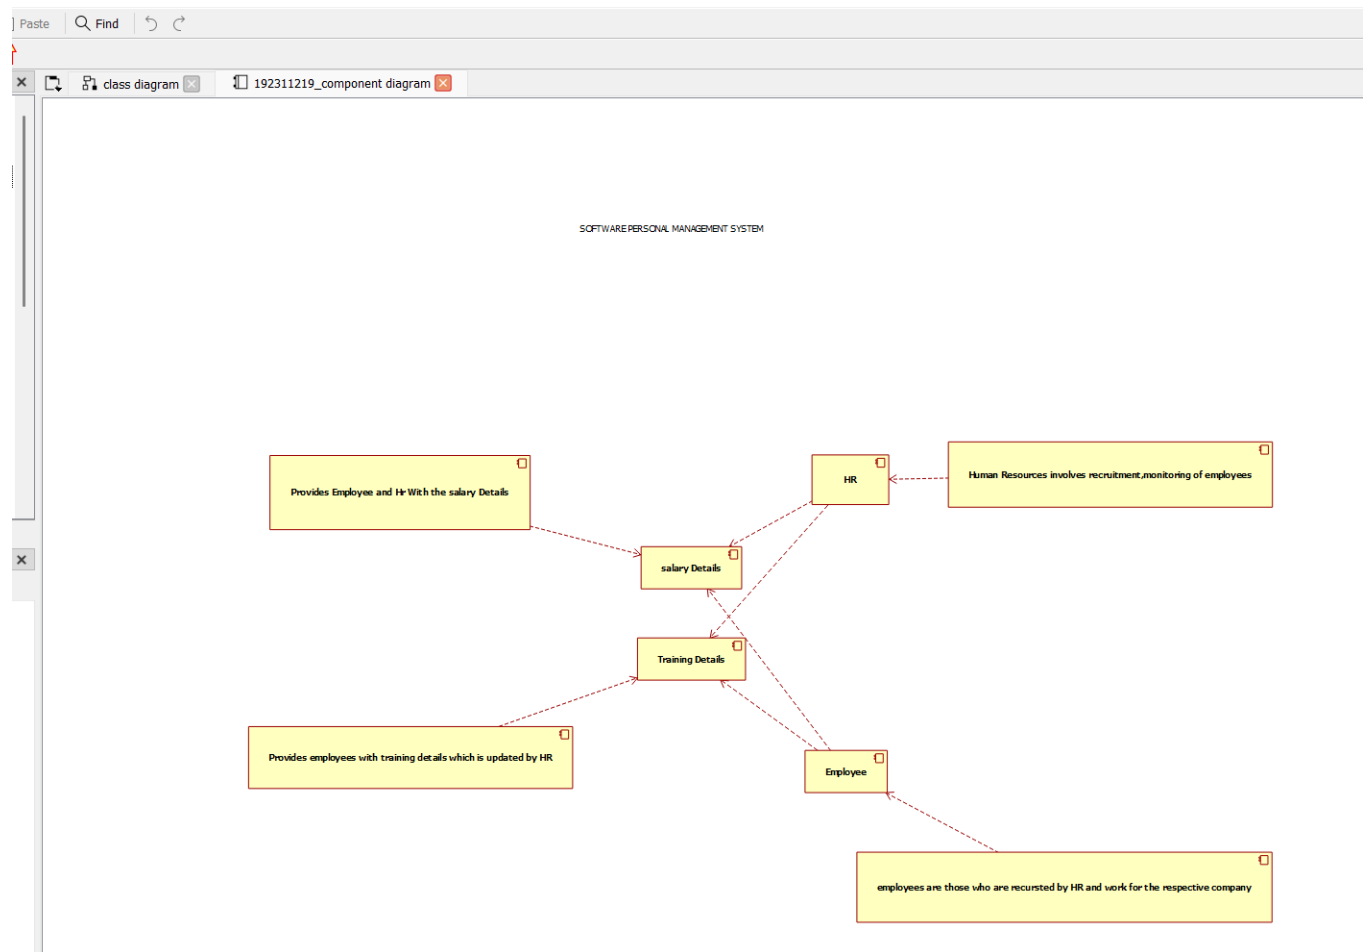 Paste
Find
class diagram
192311219_component diagram
SOFTWARE PERSONAL MANAGEMENT SYSTEM
Provides Employee and Hr With the salary Details
HR
Human Resources involves recruitment,monitoring of employees
salary Details
Training Details
Provides employees with training details which is updated by HR
Employee
employees are those who are recursted by HR and work for the respective company